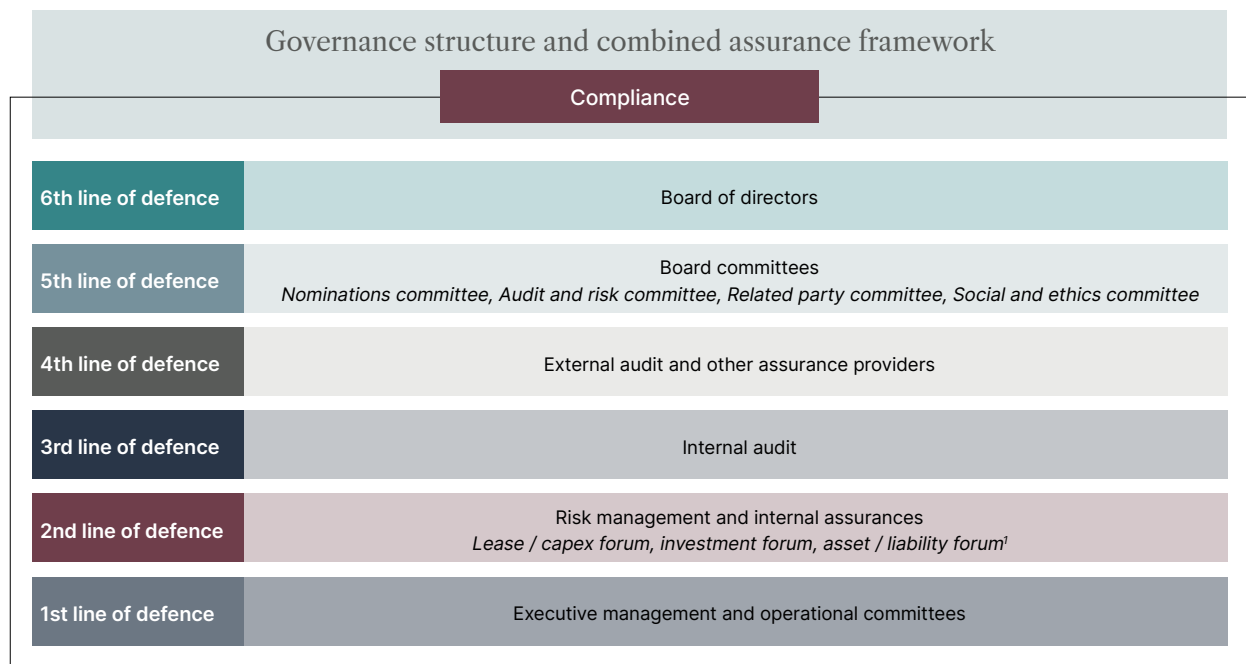 Governance structure and combined assurance framework
Compliance
6th line of defence
Board of directors
5th line of defence
Board committees
Nominations committee, Audit and risk committee, Related party committee, Social and ethics committee
4th line of defence
External audit and other assurance providers
3rd line of defence
Internal audit
2nd line of defence
Risk management and internal assurances
Lease / capex forum, investment forum, asset / liability forum¹
1st line of defence
Executive management and operational committees